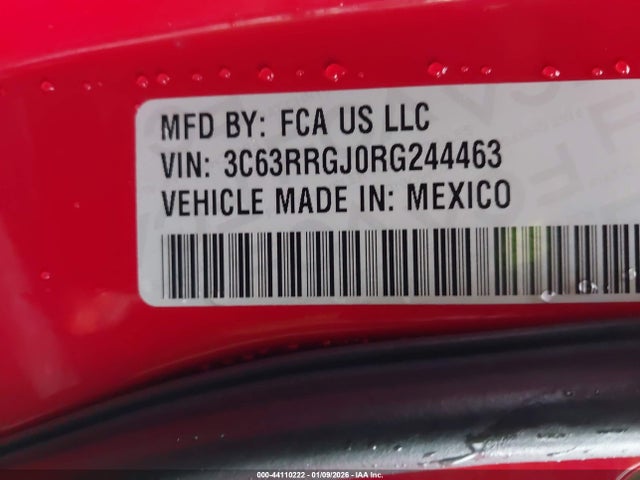 MFD BY: FCA US LLC
VIN: 3C63RRGJ0RG244463
VEHICLE MADE IN: MEXICO
000-44110222 - 01/09/2026 - IAA Inc.